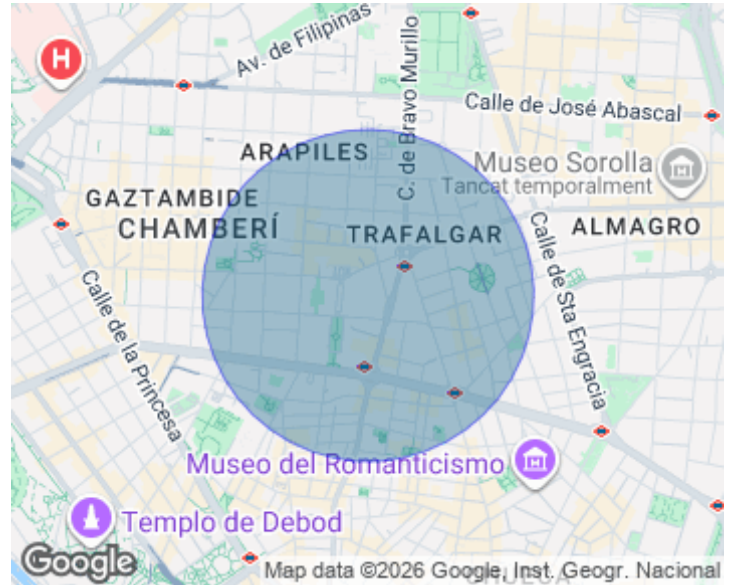 H
Av. de Filipinas
C. de Bravo Murillo
Calle de José Abascal
ARAPILES
Museo Sorolla
Tancat temporalment
GAZTAMBIDE
CHAMBERÍ
TRAFALGAR
ALMAGRO
Calle de Sta Engracia
Calle de la Princesa
Museo del Romanticismo
Templo de Debod
Google
Map data ©2026 Google, Inst. Geogr. Nacional